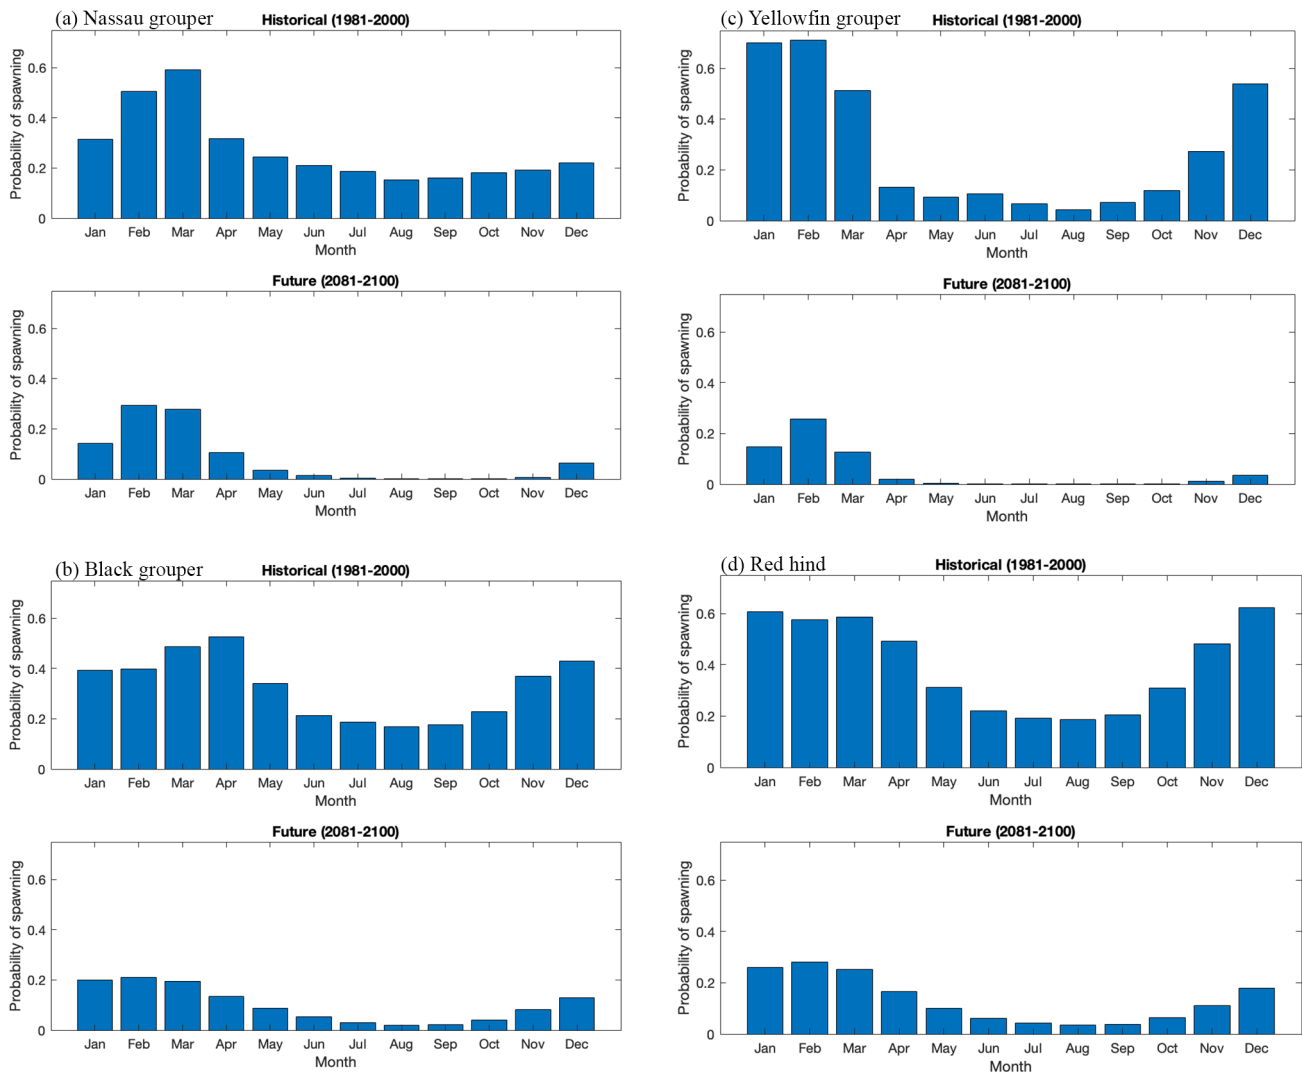 (a) Nassau grouper
Historical (1981-2000)
Probability of spawning
0.6
0.4
0.2
0
Jan Feb Mar Apr May Jun Jul Aug Sep Oct Nov Dec
Month
Future (2081-2100)
Probability of spawning
0.6
0.4
0.2
0
Jan Feb Mar Apr May Jun Jul Aug Sep Oct Nov Dec
Month
(b) Black grouper
Historical (1981-2000)
Probability of spawning
0.6
0.4
0.2
0
Jan Feb Mar Apr May Jun Jul Aug Sep Oct Nov Dec
Month
Future (2081-2100)
Probability of spawning
0.6
0.4
0.2
0
Jan Feb Mar Apr May Jun Jul Aug Sep Oct Nov Dec
Month
(c) Yellowfin grouper
Historical (1981-2000)
Probability of spawning
0.6
0.4
0.2
0
Jan Feb Mar Apr May Jun Jul Aug Sep Oct Nov Dec
Month
Future (2081-2100)
Probability of spawning
0.6
0.4
0.2
0
Jan Feb Mar Apr May Jun Jul Aug Sep Oct Nov Dec
Month
(d) Red hind
Historical (1981-2000)
Probability of spawning
0.6
0.4
0.2
0
Jan Feb Mar Apr May Jun Jul Aug Sep Oct Nov Dec
Month
Future (2081-2100)
Probability of spawning
0.6
0.4
0.2
0
Jan Feb Mar Apr May Jun Jul Aug Sep Oct Nov Dec
Month